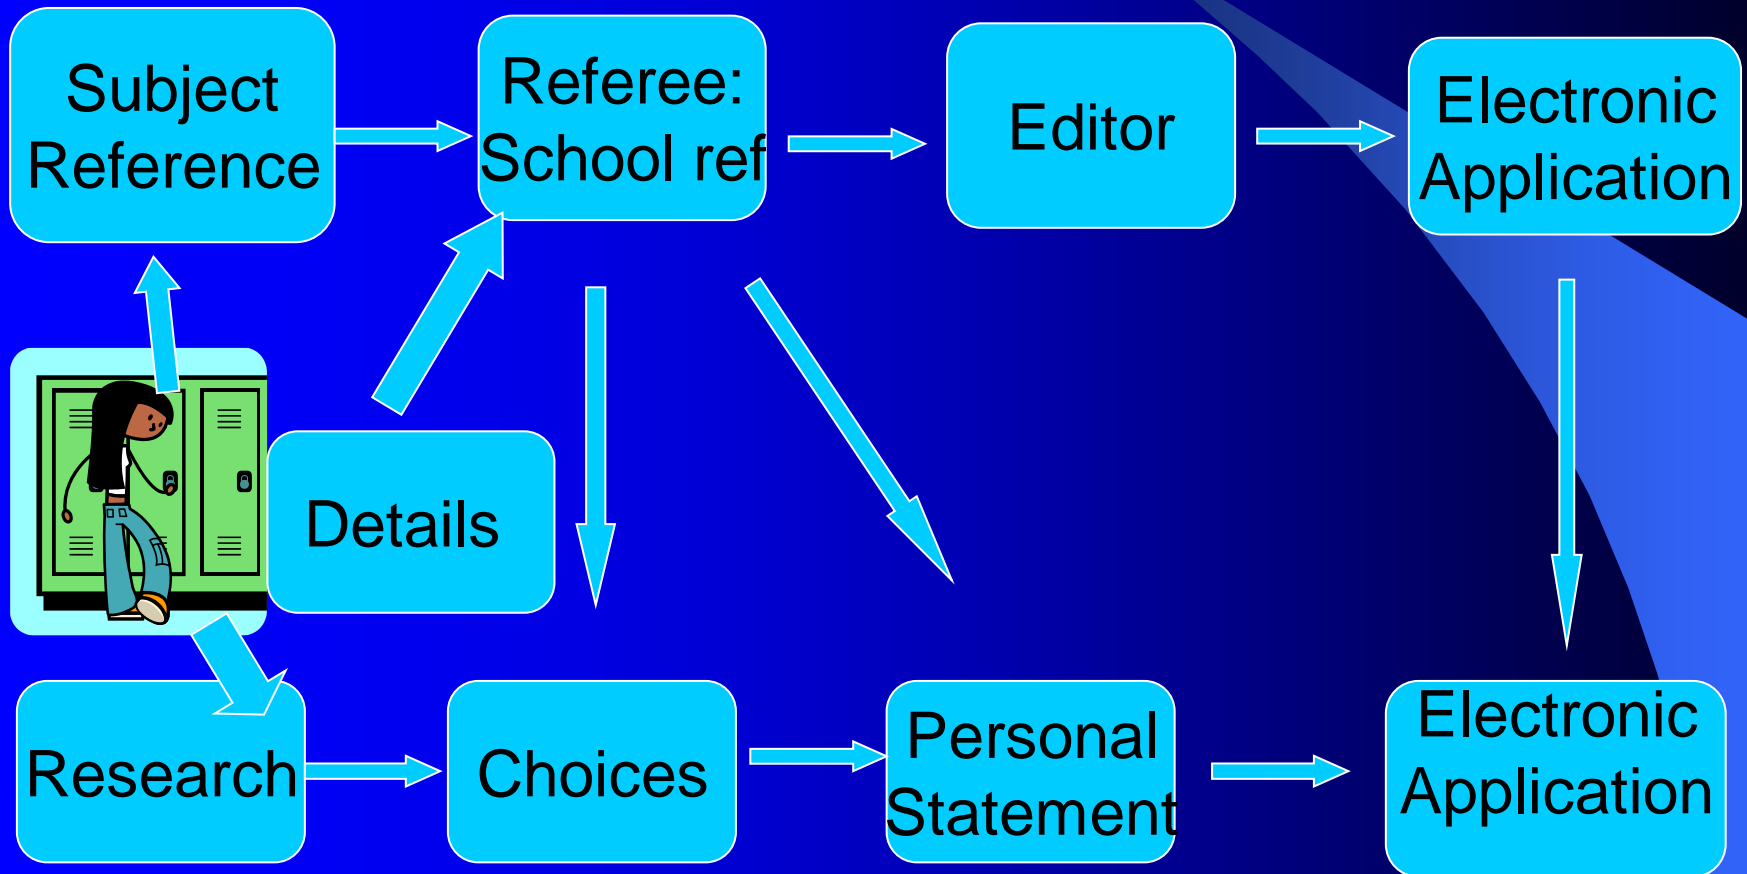 Subject
Reference
Referee:
School ref
Editor
Electronic
Application
Details
Research
Choices
Personal
Statement
Electronic
Application